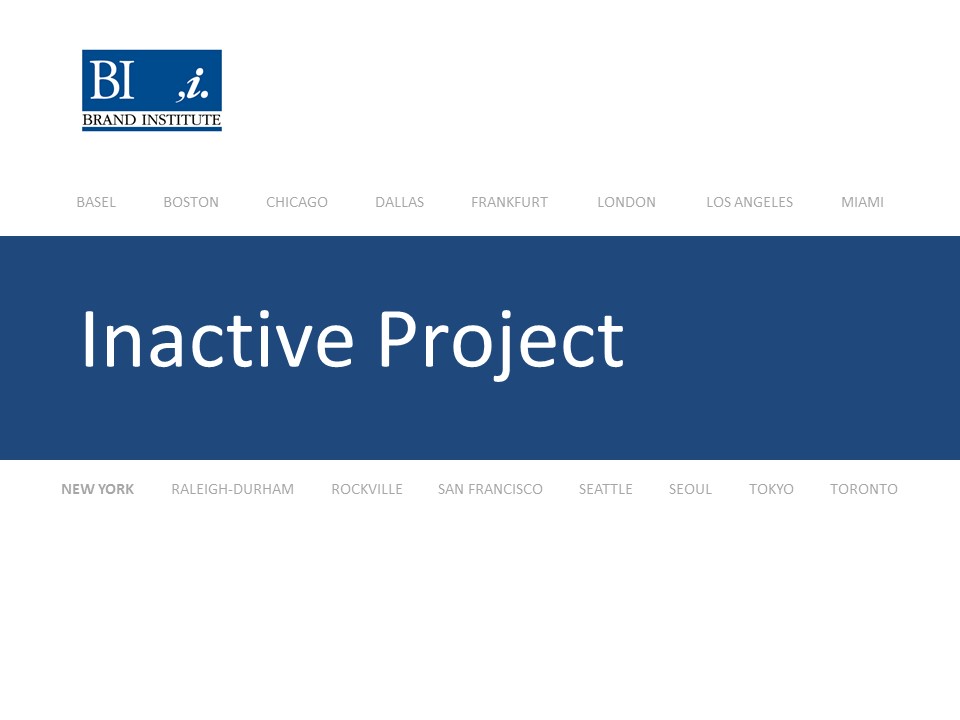 BI ,i.
BRAND INSTITUTE
BASEL BOSTON CHICAGO DALLAS FRANKFURT LONDON LOS ANGELES MIAMI
Inactive Project
NEW YORK RALEIGH-DURHAM ROCKVILLE SAN FRANCISCO SEATTLE SEOUL TOKYO TORONTO